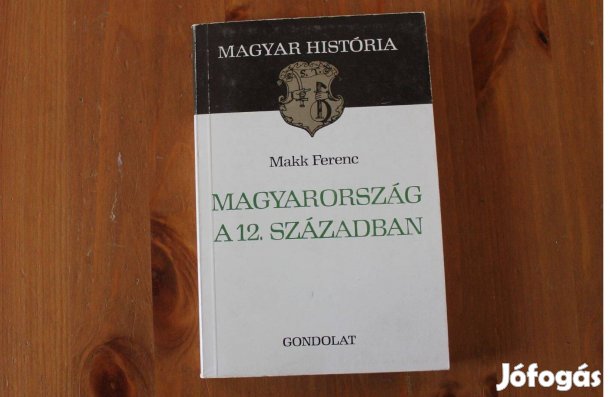 MAGYAR HISTÓRIA
S. T.
Makk Ferenc
MAGYARORSZÁG
A 12. SZÁZADBAN
GONDOLAT
Jófogás